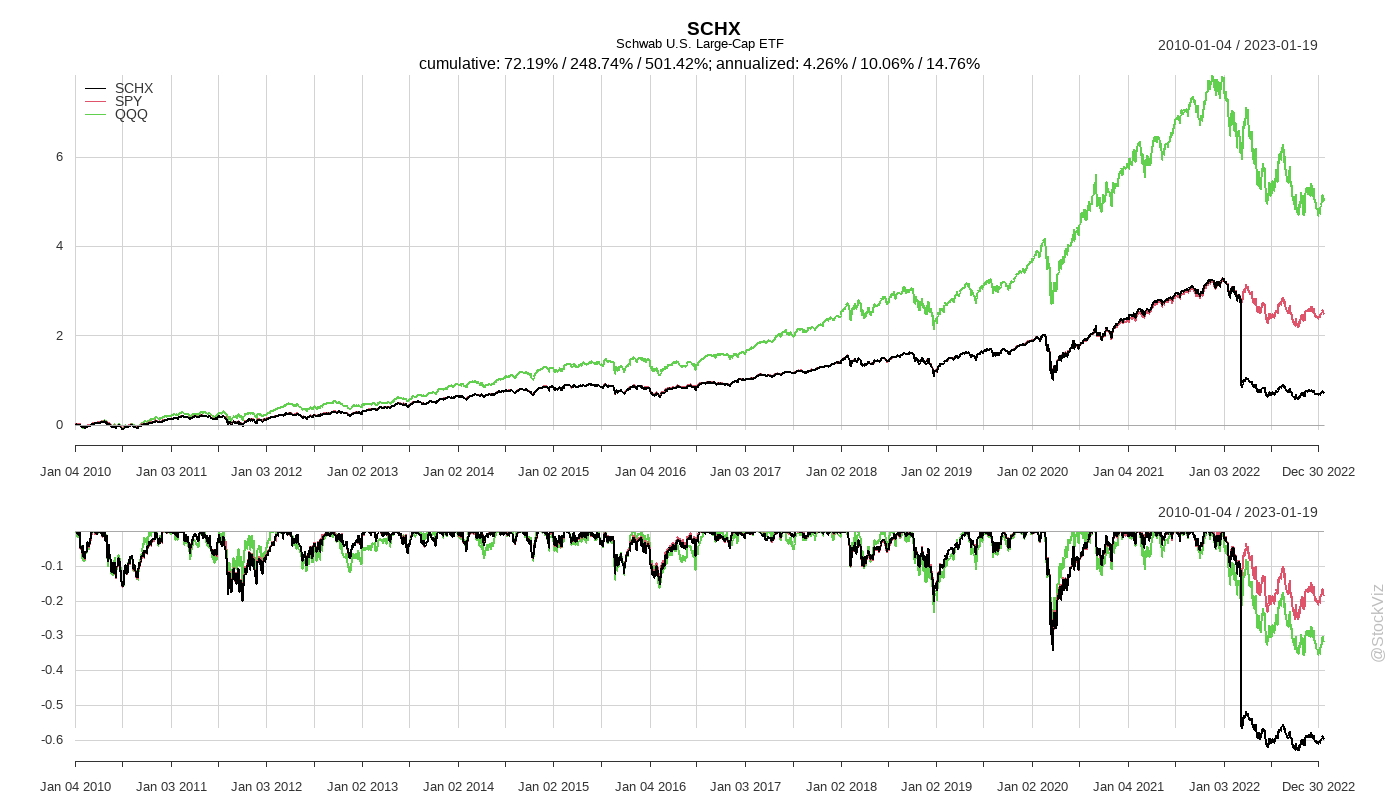 SCHX
Schwab U.S. Large-Cap ETF
2010-01-04 / 2023-01-19
cumulative: 72.19% / 248.74% / 501.42%; annualized: 4.26% / 10.06% / 14.76%
SCHX
SPY
QQQ
6
4
2
0
Jan 04 2010 Jan 03 2011 Jan 03 2012 Jan 02 2013 Jan 02 2014 Jan 02 2015 Jan 04 2016 Jan 03 2017 Jan 02 2018 Jan 02 2019 Jan 02 2020 Jan 04 2021 Jan 03 2022 Dec 30 2022
2010-01-04 / 2023-01-19
-0.1
-0.2
-0.3
-0.4
-0.5
-0.6
Jan 04 2010 Jan 03 2011 Jan 03 2012 Jan 02 2013 Jan 02 2014 Jan 02 2015 Jan 04 2016 Jan 03 2017 Jan 02 2018 Jan 02 2019 Jan 02 2020 Jan 04 2021 Jan 03 2022 Dec 30 2022
@StockViz